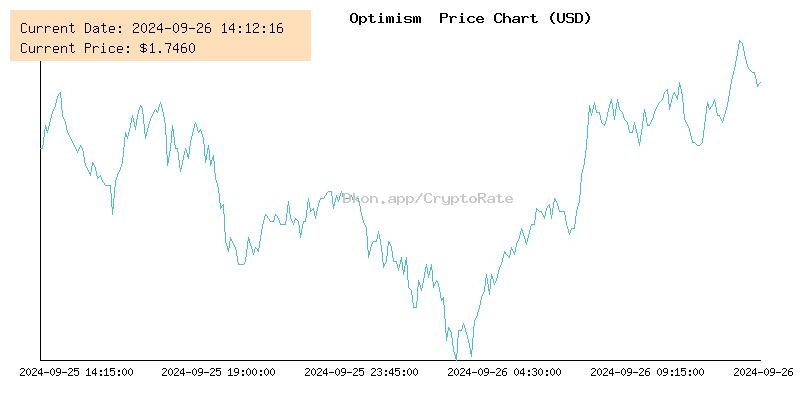 Optimism  Price Chart (USD)
Current Date: 2024-09-26 14:12:16
Current Price: $1.7460
Dkon.app/CryptoRate
2024-09-25 14:15:00 2024-09-25 19:00:00 2024-09-25 23:45:00 2024-09-26 04:30:00 2024-09-26 09:15:00 2024-09-26